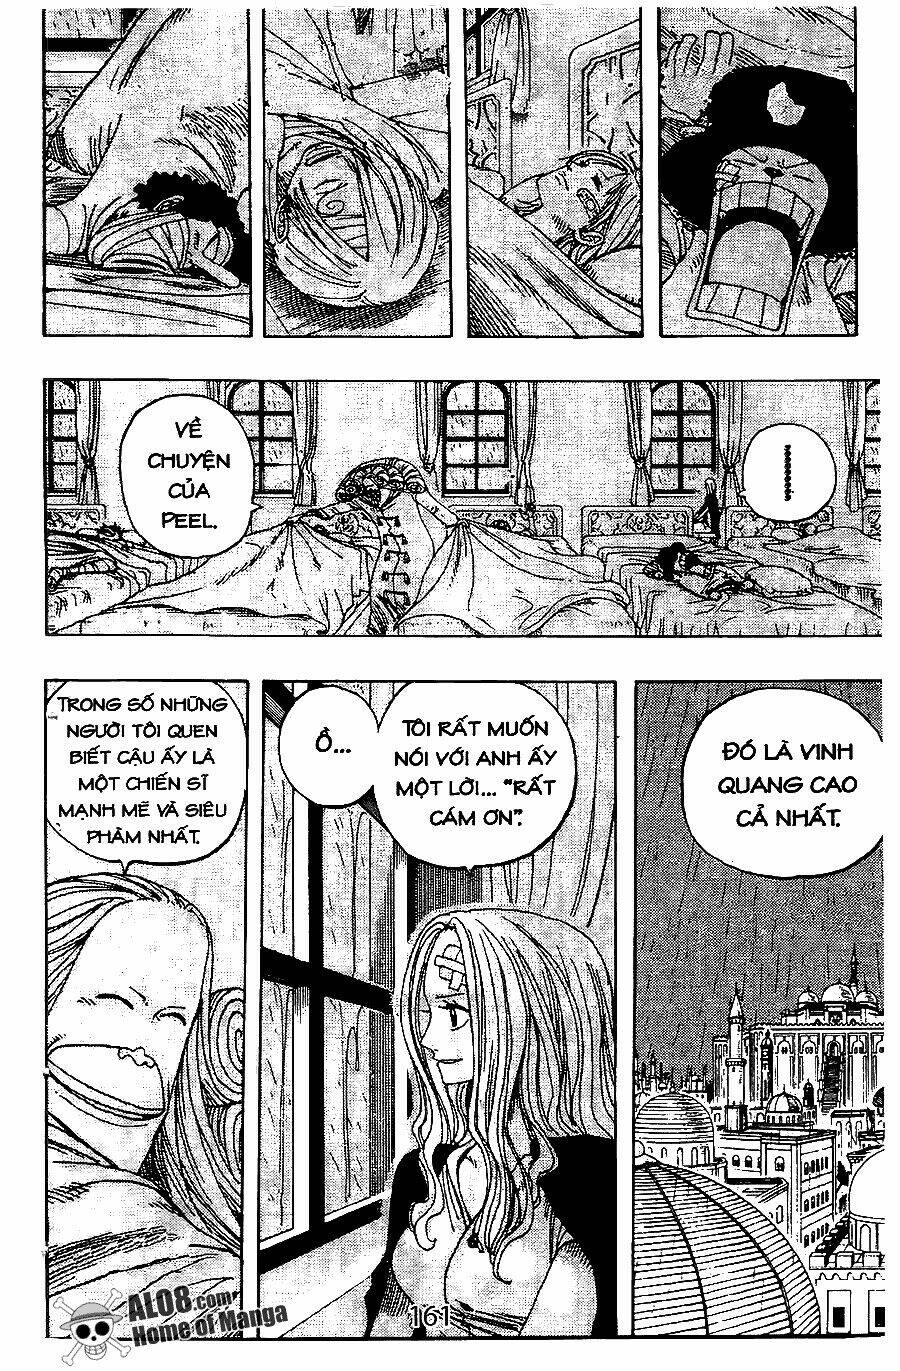 ..........
VỀ
CHUYỆN
CỦA
PEEL.
ĐÓ LÀ VINH
QUANG CAO
CẢ NHẤT.
TÔI RẤT MUỐN
NÓI VỚI ANH ẤY
MỘT LỜI... “RẤT
CÁM ƠN”.
Ồ...
TRONG SỐ NHỮNG
NGƯỜI TÔI QUEN
BIẾT CẬU ẤY LÀ
MỘT CHIẾN SĨ
MẠNH MẼ VÀ SIÊU
PHÀM NHẤT.
161
ALO8.com
Home of Manga